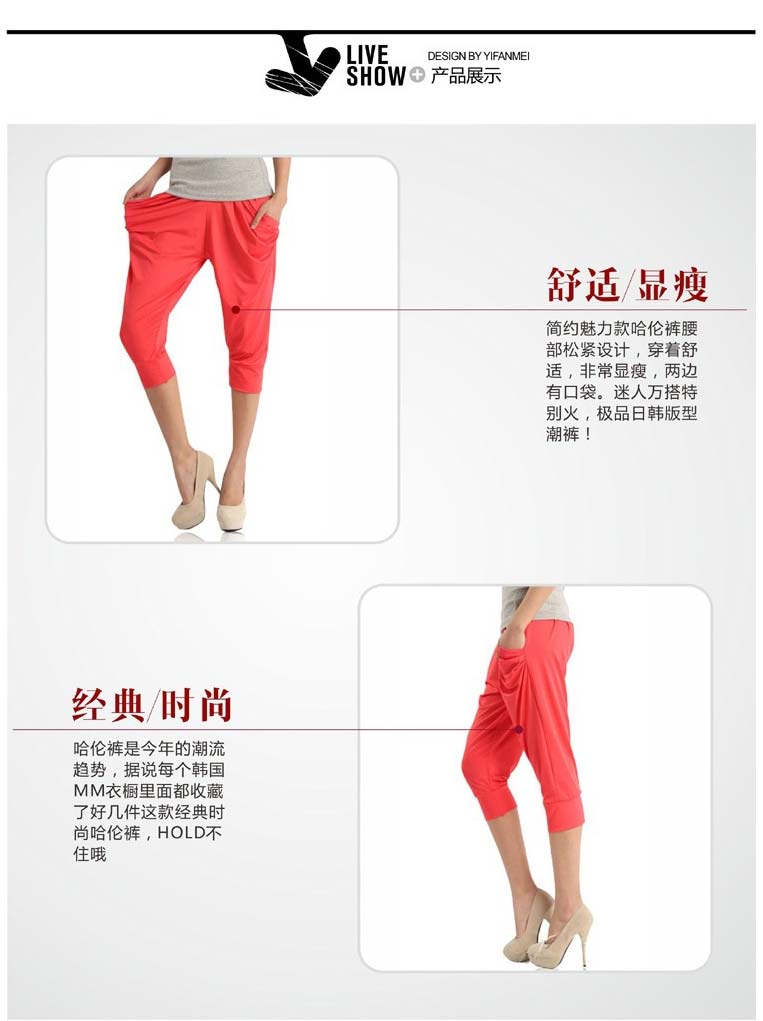 LIVE
SHOW+
DESIGN BY YIFANMEI
产品展示
舒适/显瘦
简约魅力款哈伦裤腰
部松紧设计，穿着舒
适，非常显瘦，两边
有口袋。迷人万搭特
别火，极品日韩版型
潮裤！
经典/时尚
哈伦裤是今年的潮流
趋势，据说每个韩国
MM衣橱里面都收藏
了好几件这款经典时
尚哈伦裤，HOLD不
住哦